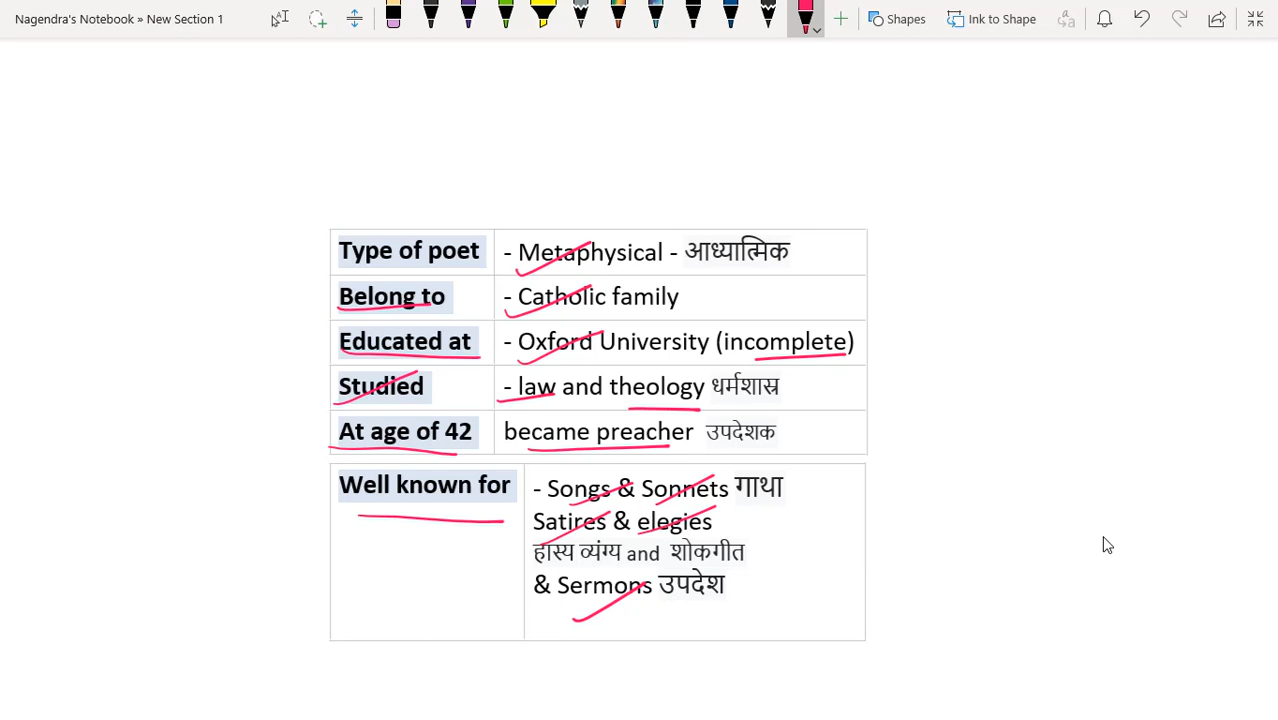 Nagendra's Notebook » New Section 1
Shapes
Ink to Shape
Type of poet - Metaphysical - आध्यात्मिक
Belong to - Catholic family
Educated at - Oxford University (incomplete)
Studied - law and theology धर्मशास्त्र
At age of 42 became preacher उपदेशक
Well known for - Songs & Sonnets गाथा
Satires & elegies
हास्य व्यंग्य and शोकगीत
& Sermons उपदेश